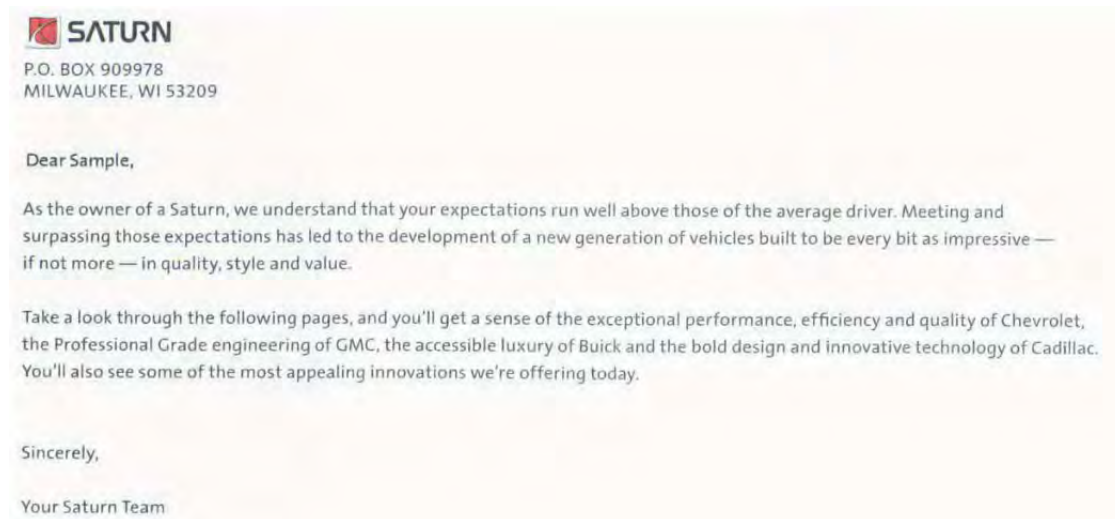 SATURN
P.O. BOX 909978
MILWAUKEE, WI 53209
Dear Sample,
As the owner of a Saturn, we understand that your expectations run well above those of the average driver. Meeting and
surpassing those expectations has led to the development of a new generation of vehicles built to be every bit as impressive —
if not more — in quality, style and value.
Take a look through the following pages, and you'll get a sense of the exceptional performance, efficiency and quality of Chevrolet,
the Professional Grade engineering of GMC, the accessible luxury of Buick and the bold design and innovative technology of Cadillac.
You'll also see some of the most appealing innovations we're offering today.
Sincerely,
Your Saturn Team